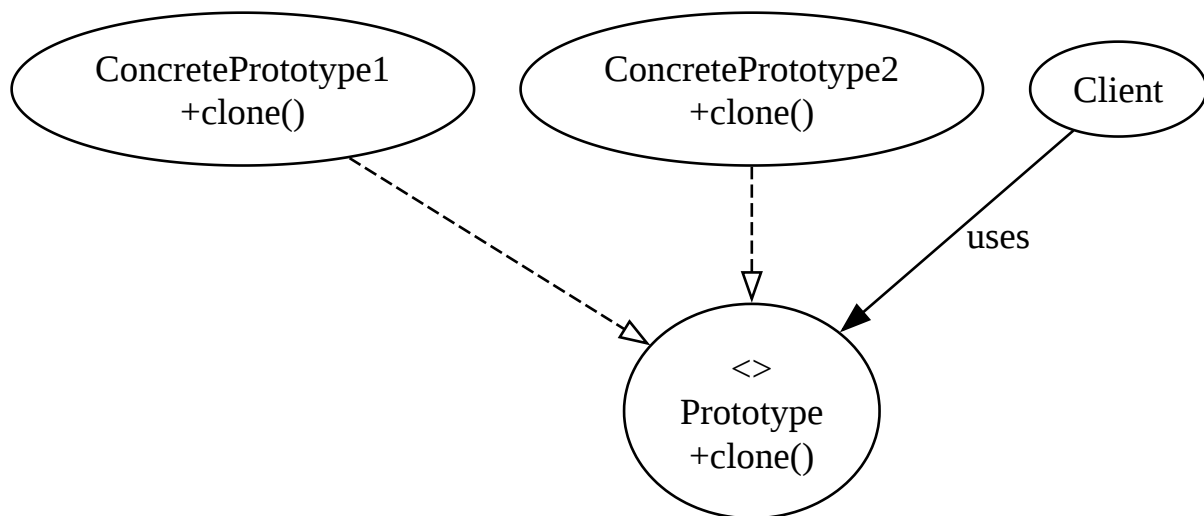 ConcretePrototype1
+clone()
ConcretePrototype2
+clone()
Client
uses
<>
Prototype
+clone()